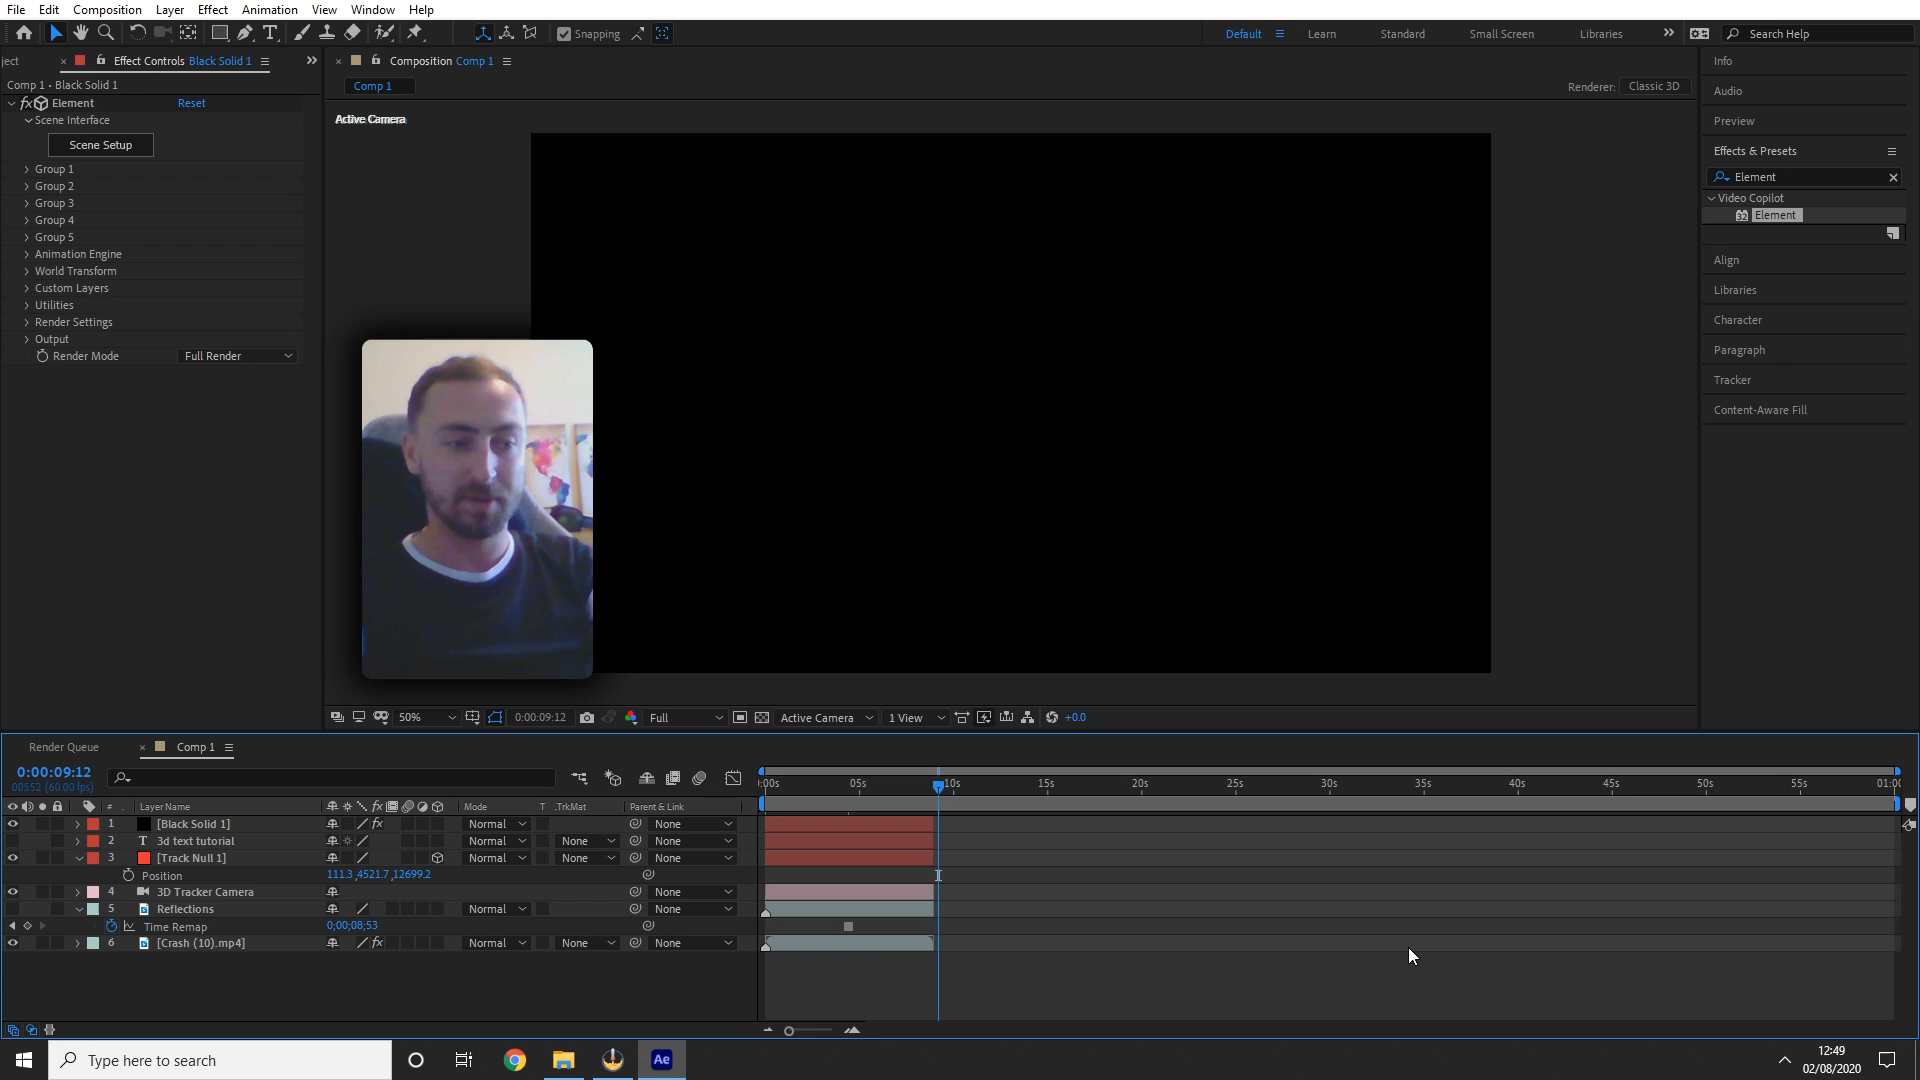 File Edit Composition Layer Effect Animation View Window Help
Snapping Default Learn Standard Small Screen Libraries Search Help
ject Effect Controls Black Solid 1 Composition Comp 1 Info
Comp 1 • Black Solid 1 Comp 1 Renderer: Classic 3D Audio
fx Element Reset
Scene Interface Active Camera Preview
Scene Setup Effects & Presets
Group 1 Element
Group 2 Video Copilot
Group 3 32 Element
Group 4
Group 5
Animation Engine Align
World Transform
Custom Layers Libraries
Utilities
Render Settings Character
Output
Render Mode Full Render Paragraph
Tracker
Content-Aware Fill
50% 0:00:09:12 Full Active Camera 1 View +0.0
Render Queue Comp 1
0:00:09:12
00552 (60.00 fps) :00s 05s 10s 15s 20s 25s 30s 35s 40s 45s 50s 55s 01:00
# Layer Name fx Mode T .TrkMat Parent & Link
1 [Black Solid 1] fx Normal None
2 T 3d text tutorial Normal None None
3 [Track Null 1] Normal None None
Position 111.3,4521.7,12699.2
4 3D Tracker Camera None
5 Reflections Normal None
Time Remap 0;00;08;53
6 [Crash (10).mp4] fx Normal None None
Type here to search Ae 12:49
02/08/2020